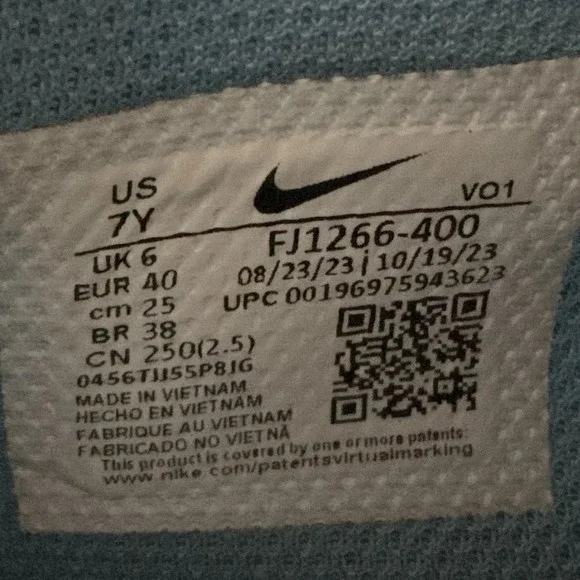 US
7Y
VO1
UK 6
EUR 40
cm 25
BR 38
CN 250(2.5)
FJ1266-400
08/23/23 | 10/19/23
UPC 00196975943623
0456TJJ55P8JG
MADE IN VIETNAM
HECHO EN VIETNAM
FABRIQUE AU VIETNAM
FABRICADO NO VIETNÃ
This product is covered by one or more patents:
www.nike.com/patentsvirtualmarking